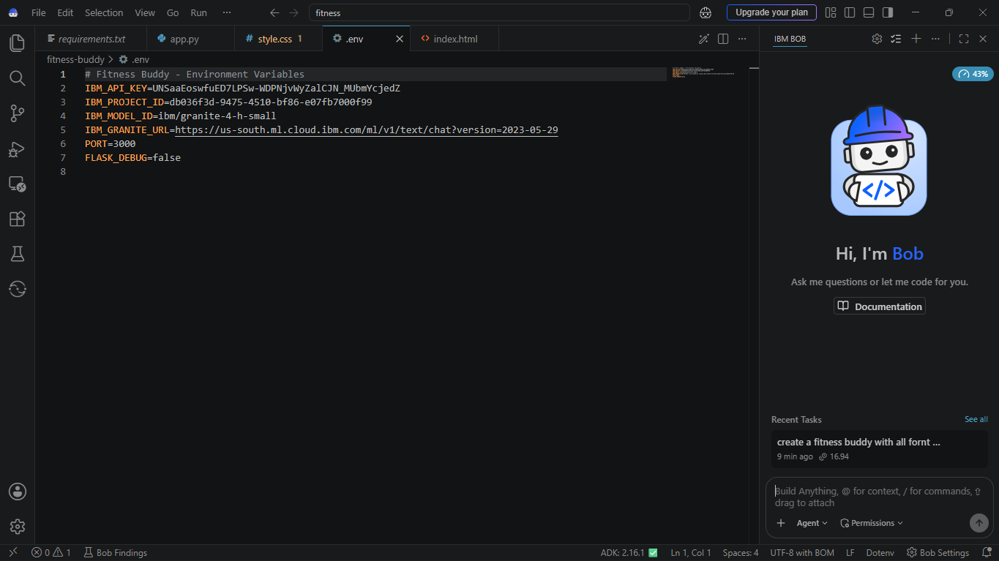 File Edit Selection View Go Run ··· fitness Upgrade your plan
requirements.txt app.py # style.css 1 .env index.html IBM BOB
fitness-buddy > .env
43%
1 # Fitness Buddy - Environment Variables
2 IBM_API_KEY=UNSaaEoswfuED7LPSw-WDPNjvWyZalCJN_MUbmYcjedZ
3 IBM_PROJECT_ID=db036f3d-9475-4510-bf86-e07fb7000f99
4 IBM_MODEL_ID=ibm/granite-4-h-small
5 IBM_GRANITE_URL=https://us-south.ml.cloud.ibm.com/ml/v1/text/chat?version=2023-05-29
6 PORT=3000
7 FLASK_DEBUG=false
8
</>
Hi, I'm Bob
Ask me questions or let me code for you.
Documentation
Recent Tasks See all
create a fitness buddy with all fornt ...
9 min ago 16.94
Build Anything, @ for context, / for commands, ⇧
drag to attach
Agent Permissions
0 1 Bob Findings ADK: 2.16.1 ✅ Ln 1, Col 1 Spaces: 4 UTF-8 with BOM LF Dotenv Bob Settings